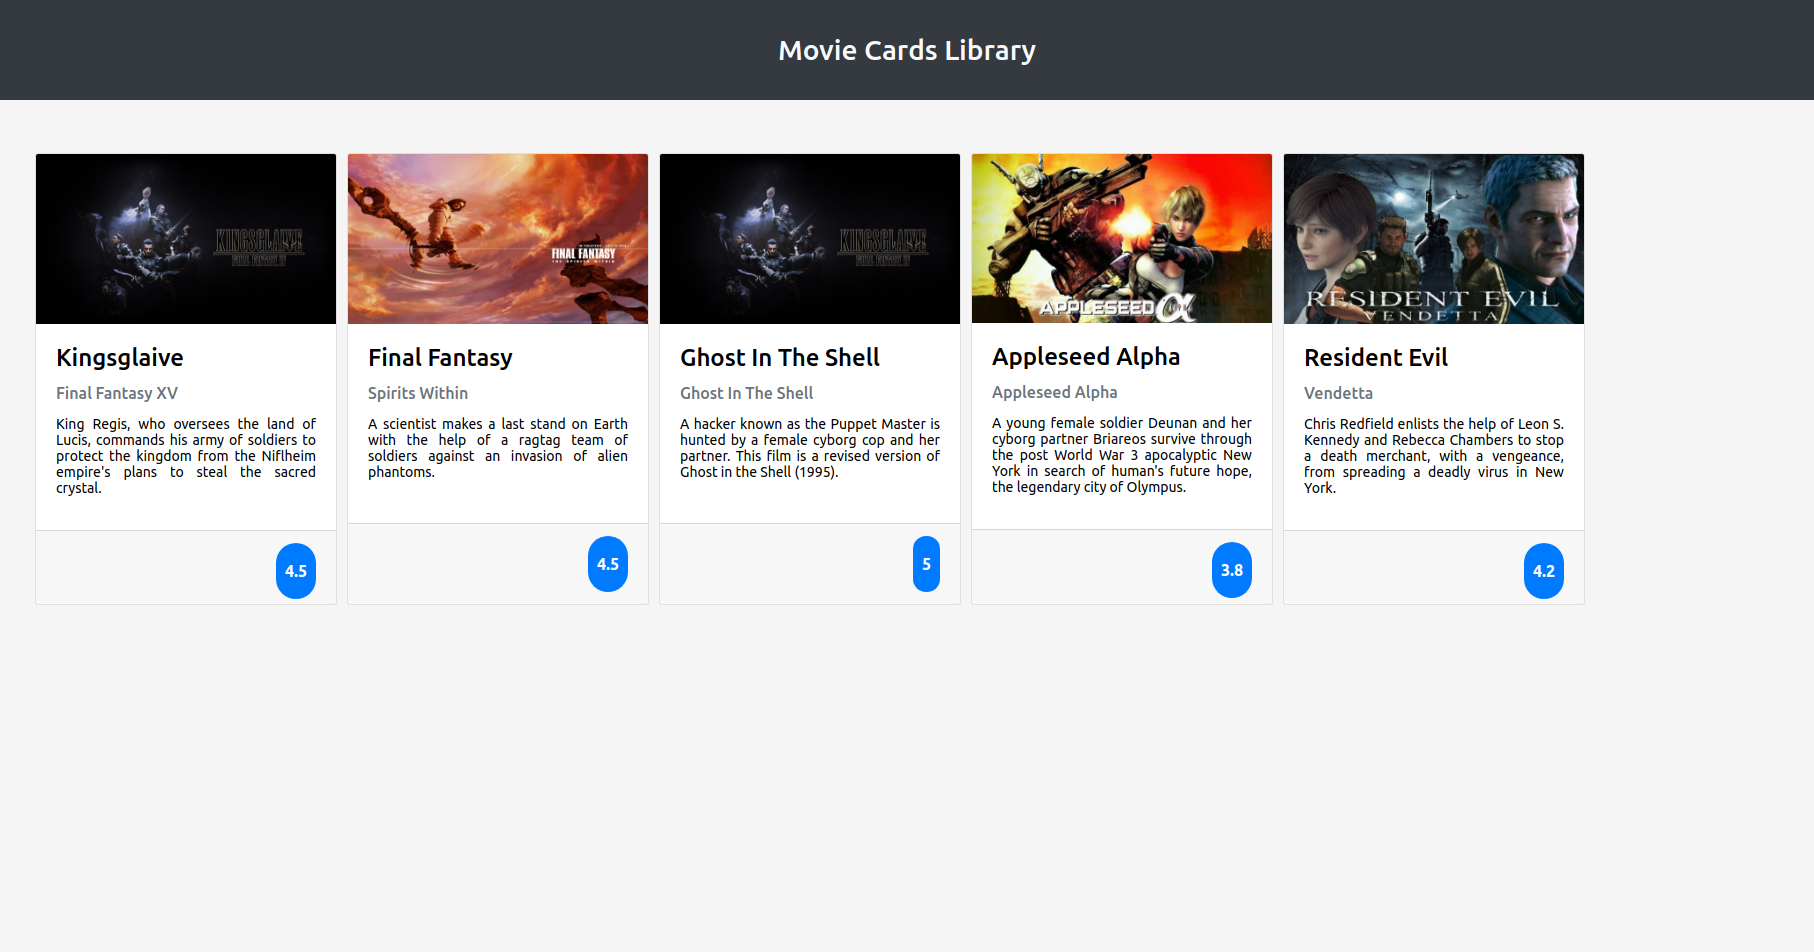 Movie Cards Library
KINGSGLAIVE
FINAL FANTASY XV
Kingsglaive
Final Fantasy XV
King Regis, who oversees the land of
Lucis, commands his army of soldiers to
protect the kingdom from the Niflheim
empire's plans to steal the sacred
crystal.
4.5
FINAL FANTASY
THE SPIRITS WITHIN
Final Fantasy
Spirits Within
A scientist makes a last stand on Earth
with the help of a ragtag team of
soldiers against an invasion of alien
phantoms.
4.5
KINGSGLAIVE
FINAL FANTASY XV
Ghost In The Shell
Ghost In The Shell
A hacker known as the Puppet Master is
hunted by a female cyborg cop and her
partner. This film is a revised version of
Ghost in the Shell (1995).
5
APPLESEED α
Appleseed Alpha
Appleseed Alpha
A young female soldier Deunan and her
cyborg partner Briareos survive through
the post World War 3 apocalyptic New
York in search of human's future hope,
the legendary city of Olympus.
3.8
RESIDENT EVIL
VENDETTA
Resident Evil
Vendetta
Chris Redfield enlists the help of Leon S.
Kennedy and Rebecca Chambers to stop
a death merchant, with a vengeance,
from spreading a deadly virus in New
York.
4.2